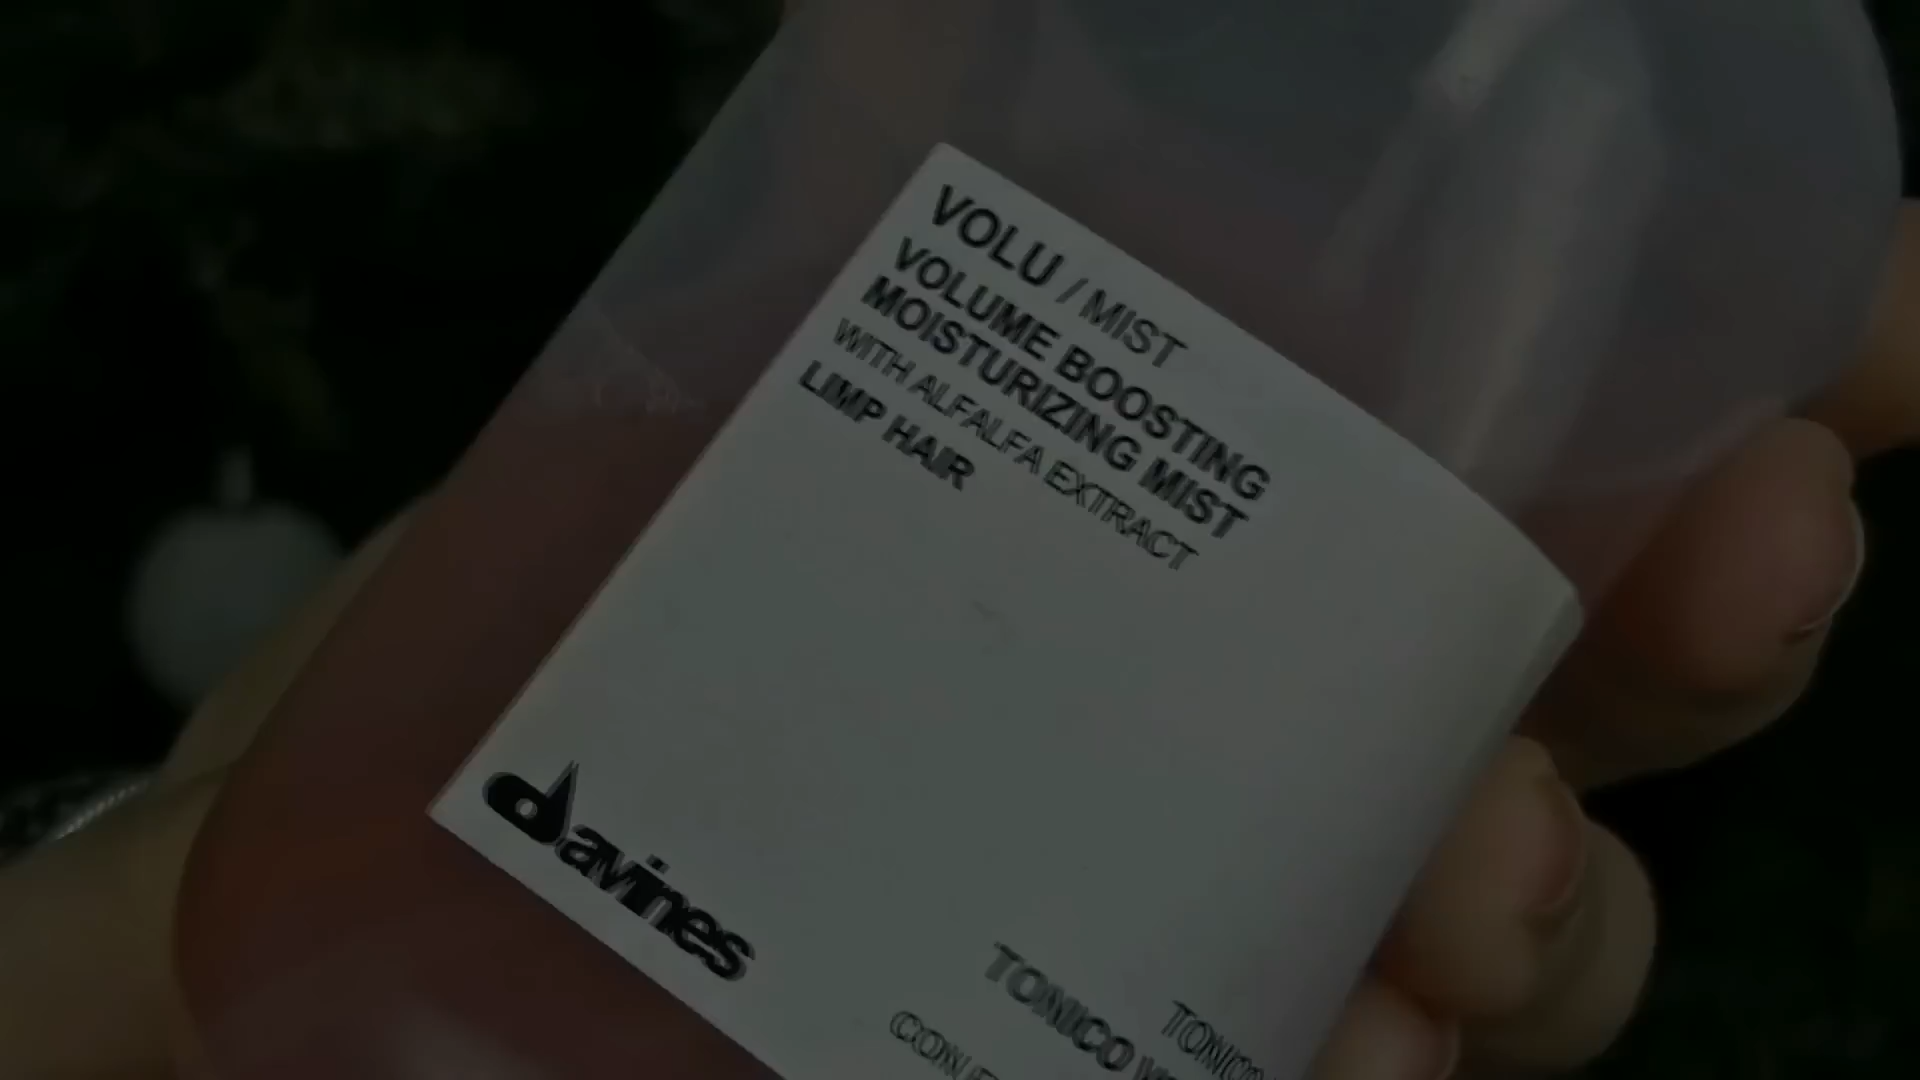 VOLU / MIST
VOLUME BOOSTING
MOISTURIZING MIST
WITH ALFALFA EXTRACT
LIMP HAIR
davines
TONICO